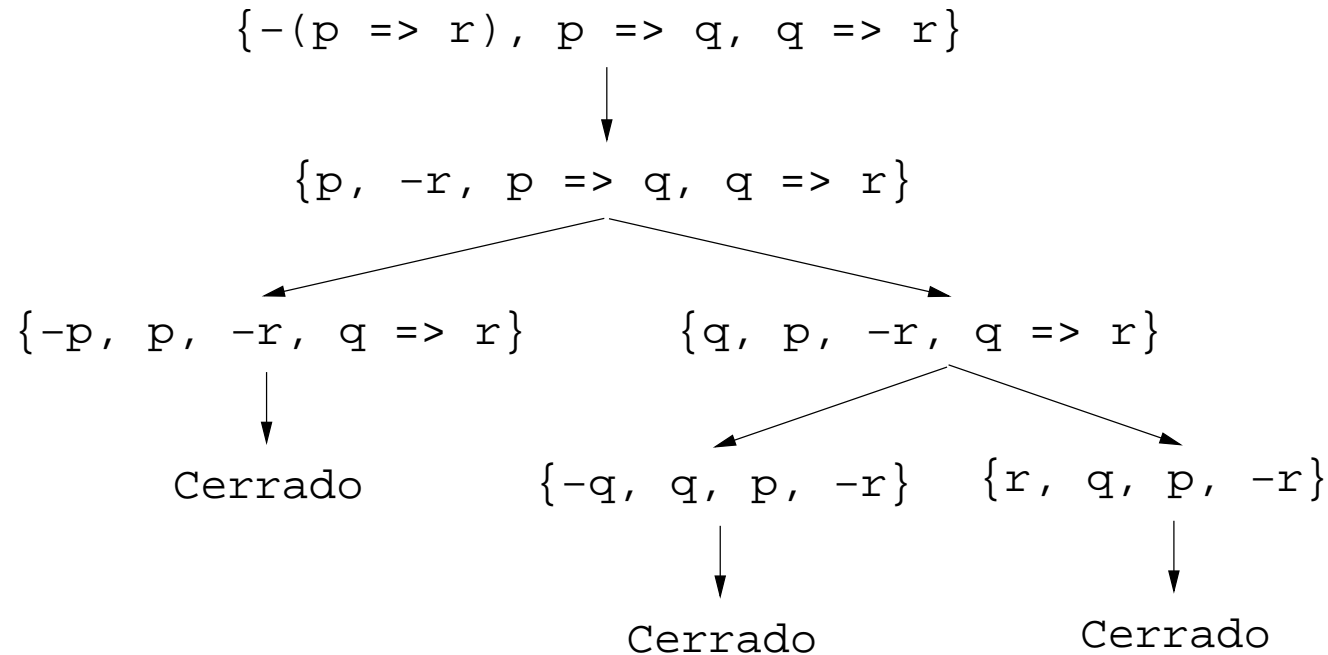 {-(p => r), p => q, q => r}
{p, -r, p => q, q => r}
{-p, p, -r, q => r}
{q, p, -r, q => r}
Cerrado
{-q, q, p, -r}
{r, q, p, -r}
Cerrado
Cerrado